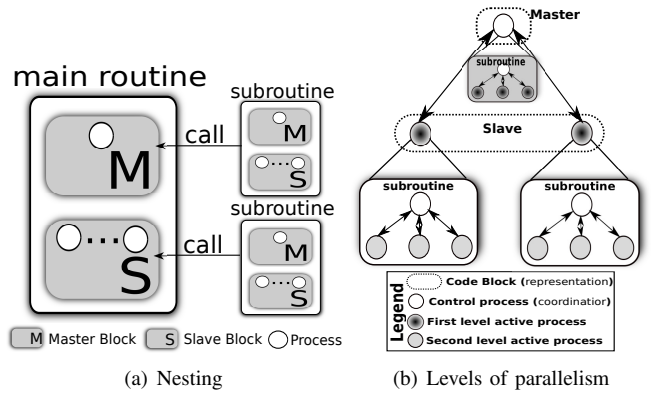 main routine
M
S
call
call
subroutine
M
S
subroutine
M
S
M Master Block
S Slave Block
Process
(a) Nesting
Master
subroutine
Slave
subroutine
subroutine
Legend
Code Block (representation)
Control process (coordination)
First level active process
Second level active process
(b) Levels of parallelism